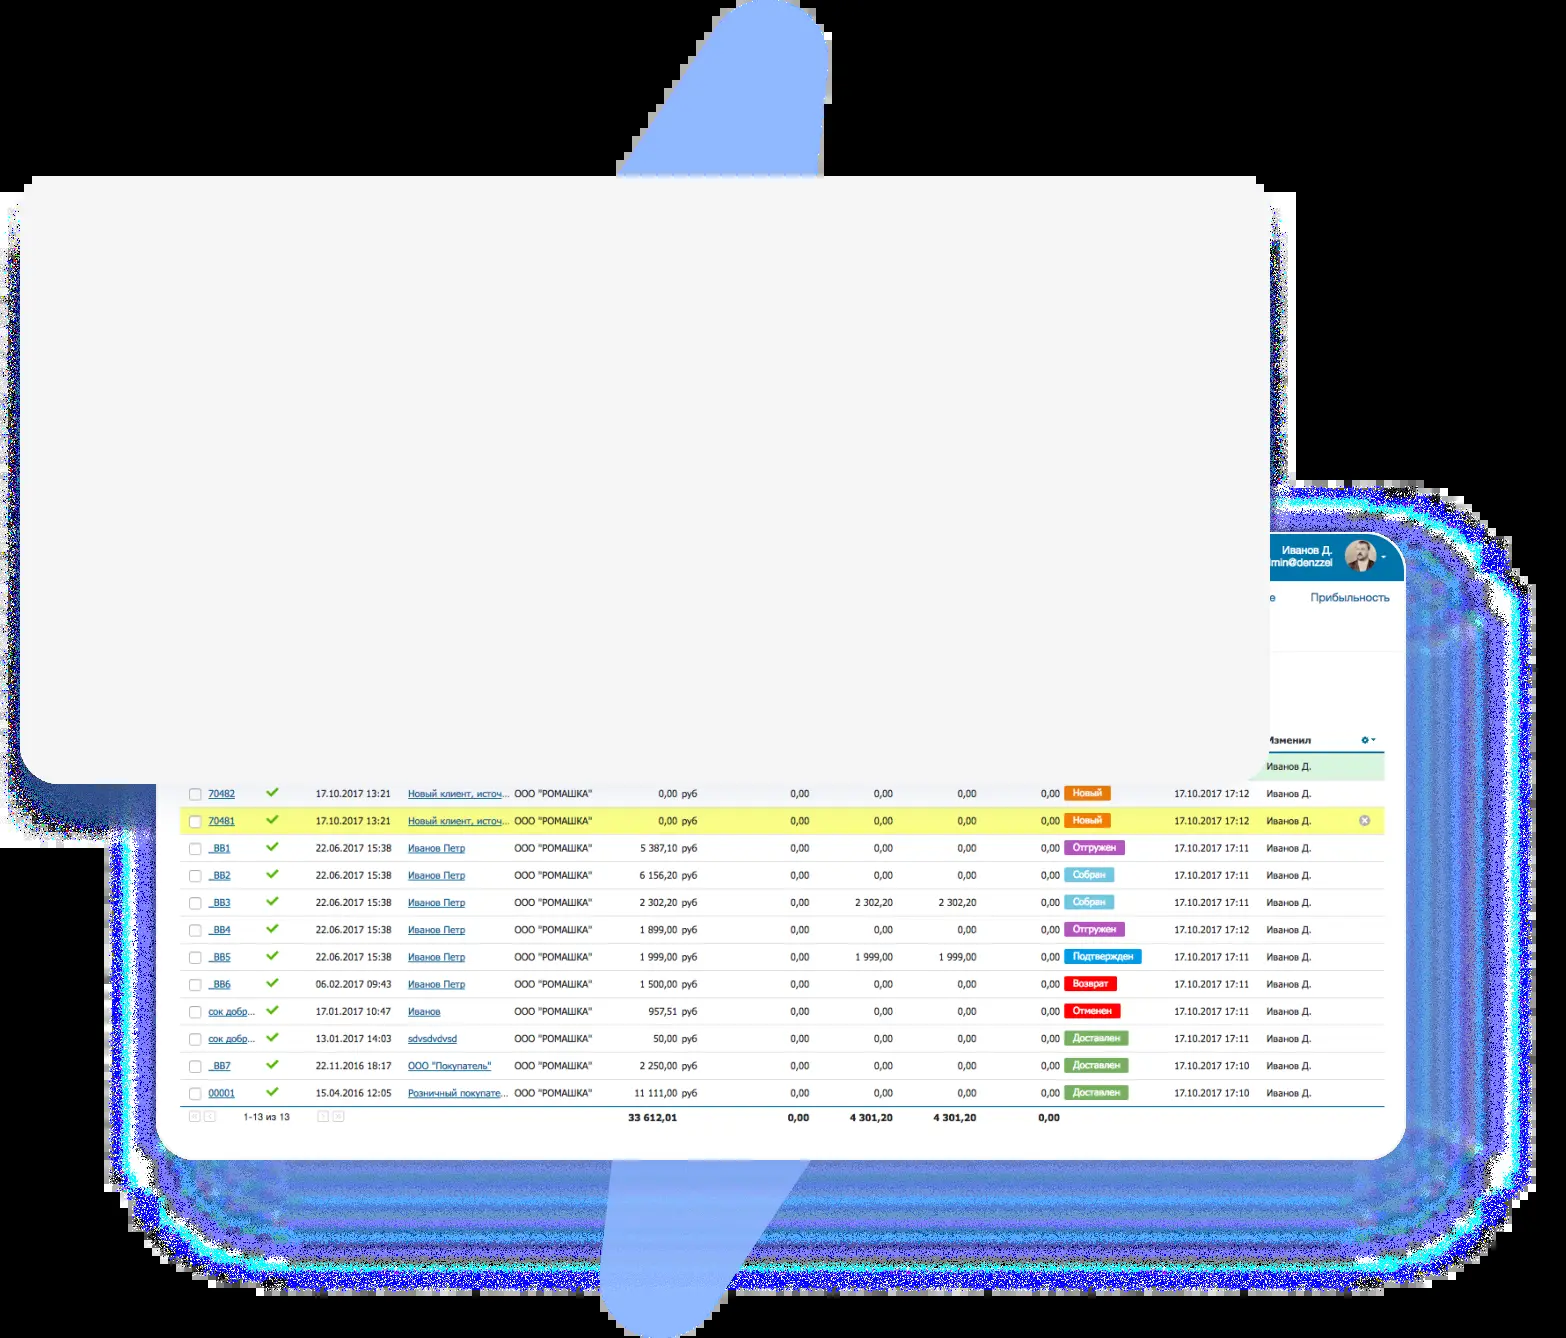 Иванов Д.
min@denzzei
е Прибыльность
Изменил
Иванов Д.
70482 17.10.2017 13:21 Новый клиент, источ... ООО "РОМАШКА" 0,00 руб 0,00 0,00 0,00 0,00 Новый 17.10.2017 17:12 Иванов Д.
70481 17.10.2017 13:21 Новый клиент, источ... ООО "РОМАШКА" 0,00 руб 0,00 0,00 0,00 0,00 Новый 17.10.2017 17:12 Иванов Д.
_BB1 22.06.2017 15:38 Иванов Петр ООО "РОМАШКА" 5 387,10 руб 0,00 0,00 0,00 0,00 Отгружен 17.10.2017 17:11 Иванов Д.
_BB2 22.06.2017 15:38 Иванов Петр ООО "РОМАШКА" 6 156,20 руб 0,00 0,00 0,00 0,00 Собран 17.10.2017 17:11 Иванов Д.
_BB3 22.06.2017 15:38 Иванов Петр ООО "РОМАШКА" 2 302,20 руб 0,00 2 302,20 2 302,20 0,00 Собран 17.10.2017 17:11 Иванов Д.
_BB4 22.06.2017 15:38 Иванов Петр ООО "РОМАШКА" 1 899,00 руб 0,00 0,00 0,00 0,00 Отгружен 17.10.2017 17:12 Иванов Д.
_BB5 22.06.2017 15:38 Иванов Петр ООО "РОМАШКА" 1 999,00 руб 0,00 1 999,00 1 999,00 0,00 Подтвержден 17.10.2017 17:11 Иванов Д.
_BB6 06.02.2017 09:43 Иванов Петр ООО "РОМАШКА" 1 500,00 руб 0,00 0,00 0,00 0,00 Возврат 17.10.2017 17:11 Иванов Д.
сок добр... 17.01.2017 10:47 Иванов ООО "РОМАШКА" 957,51 руб 0,00 0,00 0,00 0,00 Отменен 17.10.2017 17:11 Иванов Д.
сок добр... 13.01.2017 14:03 sdvsdvdvsd ООО "РОМАШКА" 50,00 руб 0,00 0,00 0,00 0,00 Доставлен 17.10.2017 17:10 Иванов Д.
_BB7 22.11.2016 18:17 ООО "Покупатель" ООО "РОМАШКА" 2 250,00 руб 0,00 0,00 0,00 0,00 Доставлен 17.10.2017 17:10 Иванов Д.
00001 15.04.2016 12:05 Розничный покупате... ООО "РОМАШКА" 11 111,00 руб 0,00 0,00 0,00 0,00 Доставлен 17.10.2017 17:10 Иванов Д.
1-13 из 13 33 612,01 0,00 4 301,20 4 301,20 0,00